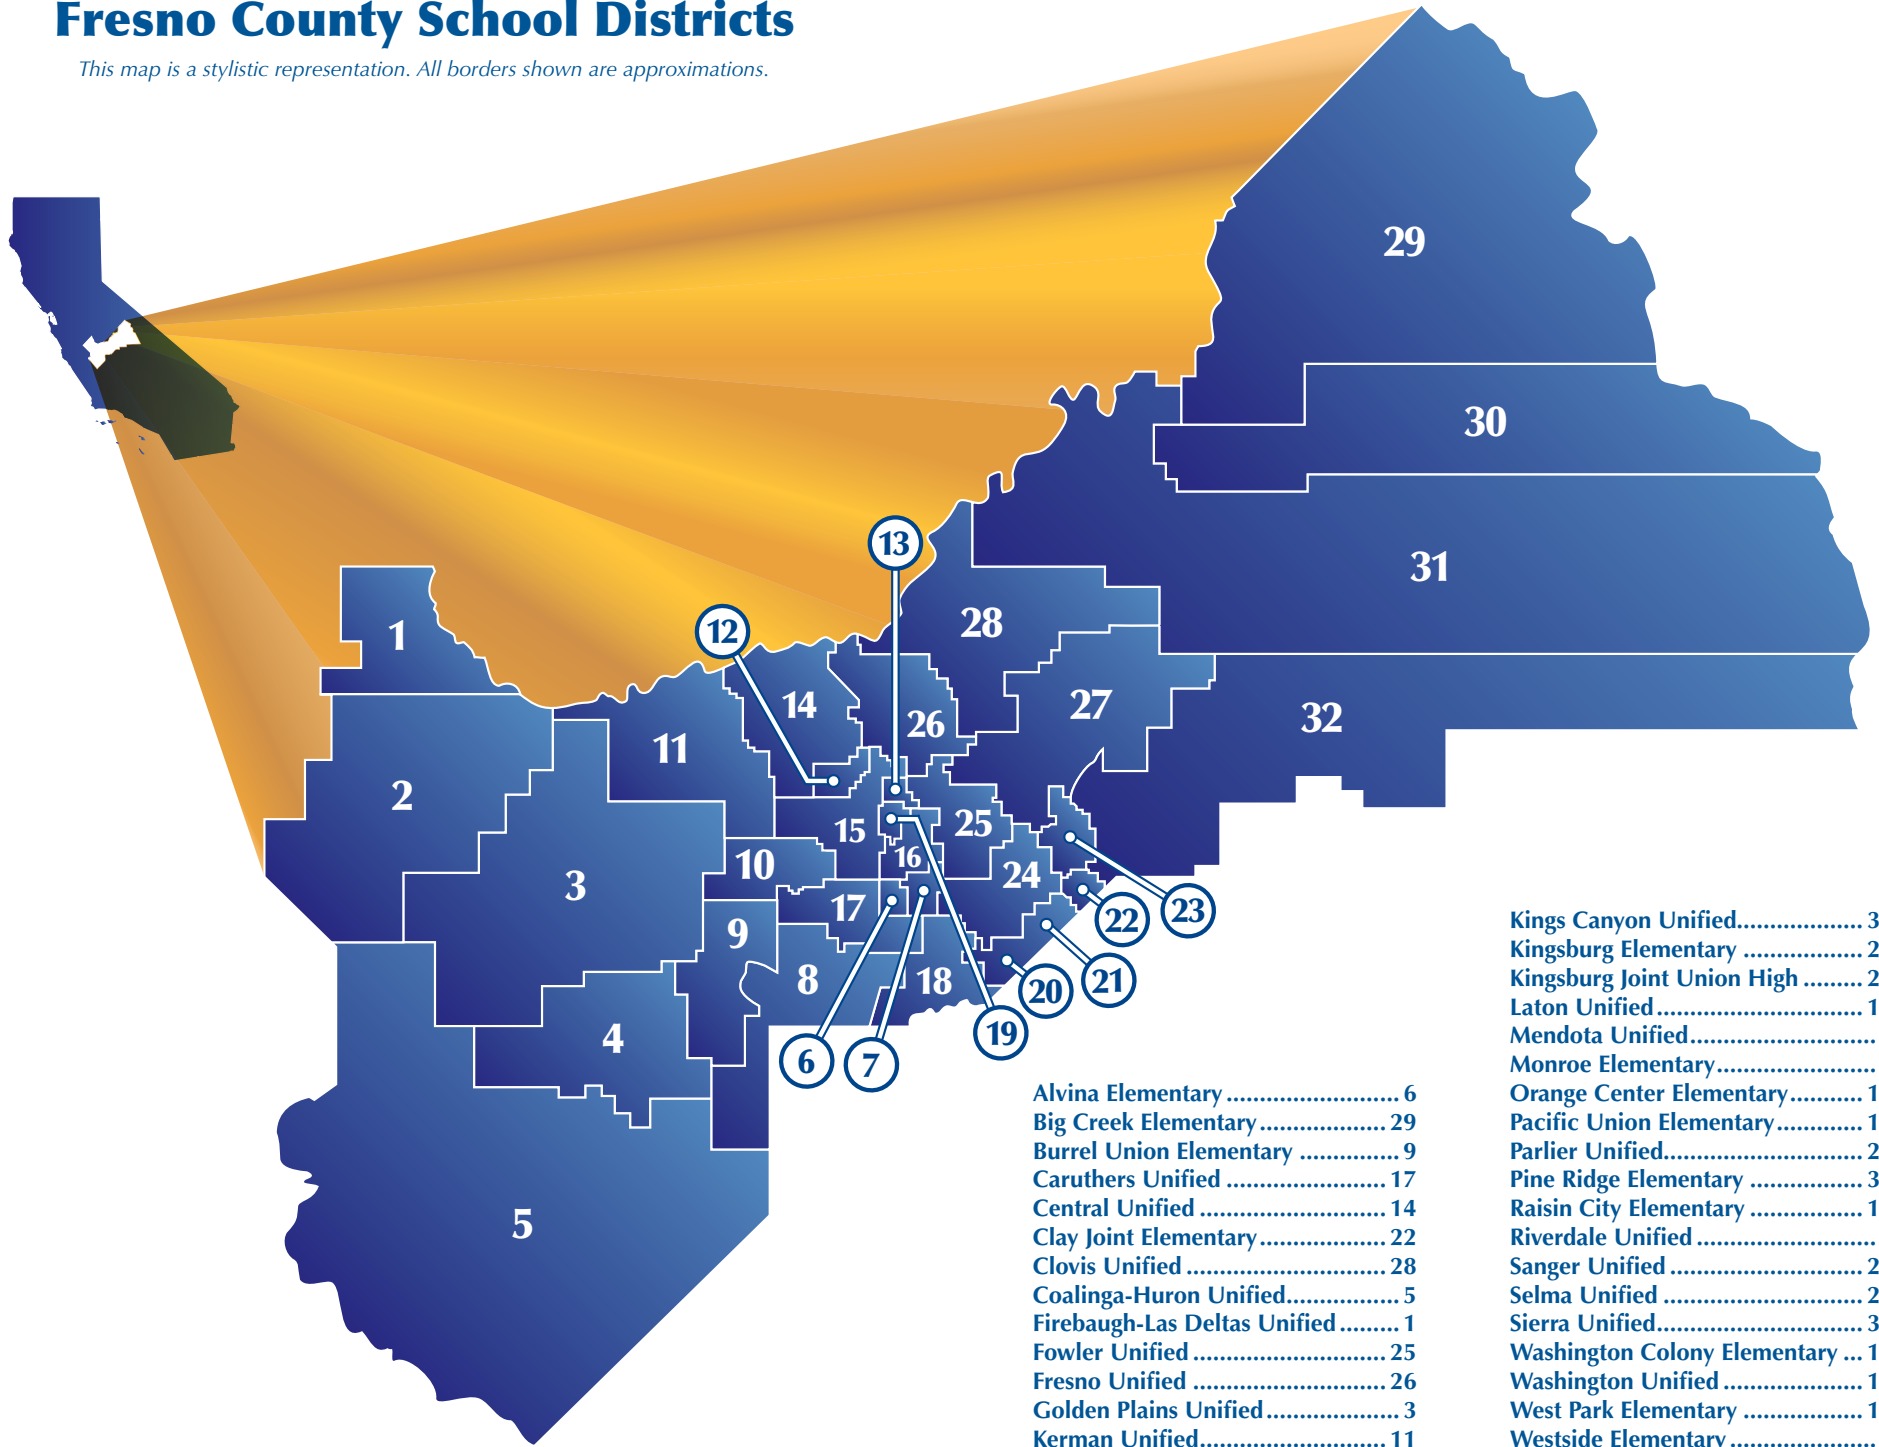 Fresno County School Districts
This map is a stylistic representation. All borders shown are approximations.
29
30
13
31
12
28
1
14
27
32
26
11
2
15
25
3
10
16
24
23
17
22
9
8
18
21
20
19
4
6
7
5
Alvina Elementary .......................... 6
Big Creek Elementary ................... 29
Burrel Union Elementary ............... 9
Caruthers Unified ........................ 17
Central Unified ............................. 14
Clay Joint Elementary ................... 22
Clovis Unified .............................. 28
Coalinga-Huron Unified ................. 5
Firebaugh-Las Deltas Unified ......... 1
Fowler Unified ............................. 25
Fresno Unified .............................. 26
Golden Plains Unified .................... 3
Kerman Unified ............................ 11
Kings Canyon Unified ................... 3
Kingsburg Elementary .................. 2
Kingsburg Joint Union High ......... 2
Laton Unified ............................... 1
Mendota Unified ............................
Monroe Elementary ........................
Orange Center Elementary ........... 1
Pacific Union Elementary ............. 1
Parlier Unified .............................. 2
Pine Ridge Elementary ................. 3
Raisin City Elementary ................. 1
Riverdale Unified ...........................
Sanger Unified ............................. 2
Selma Unified .............................. 2
Sierra Unified ............................... 3
Washington Colony Elementary ... 1
Washington Unified ..................... 1
West Park Elementary .................. 1
Westside Elementary ......................